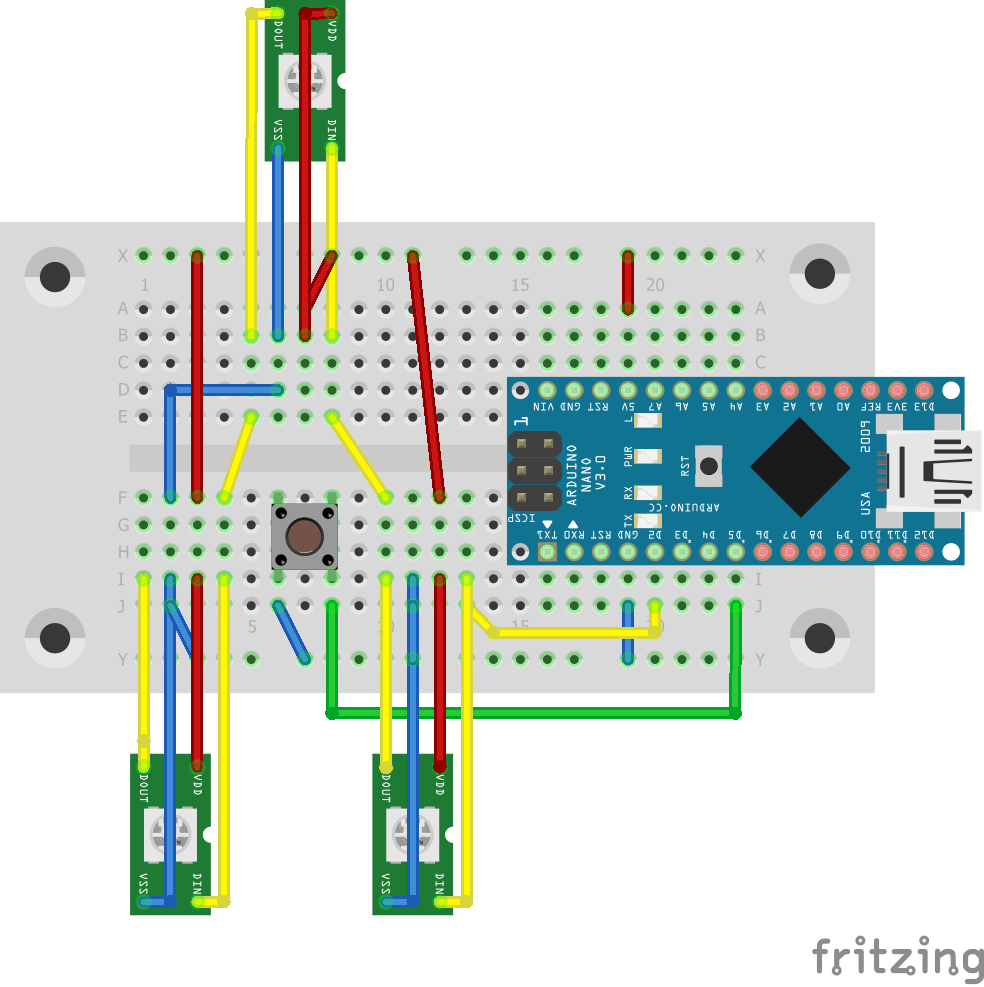 DOUT VDD
VSS DIN
X X
1 10 15 20
A A
B B
C C
D
E
VIN GND RST 5V A7 A6 A5 A4 A3 A2 A1 A0 REF 3V3 D13
1 L
PWR RST
ARDUINO
NANO
V3.0
USB
RX ARDUINO.CC
ICSP TX
TX1 RX0 RST GND D2 D3 D4 D5 D6 D7 D8 D9 D10 D11 D12
F
G
H
I I
J J
5 10 15 20
Y Y
DOUT VDD
VSS DIN
DOUT VDD
VSS DIN
fritzing